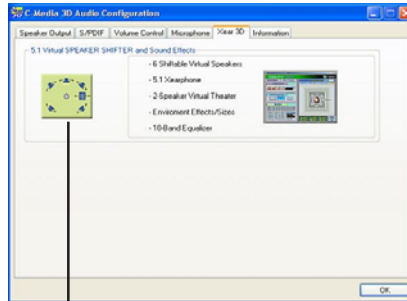 C-Media 3D Audio Configuration
Speaker Output S/PDIF Volume Control Microphone Xear 3D Information
5.1 Virtual SPEAKER SHIFTER and Sound Effects
- 6 Shiftable Virtual Speakers
- 5.1 Xearphone
- 2-Speaker Virtual Theater
- Enviroment Effects/Sizes
- 10-Band Equalizer
OK